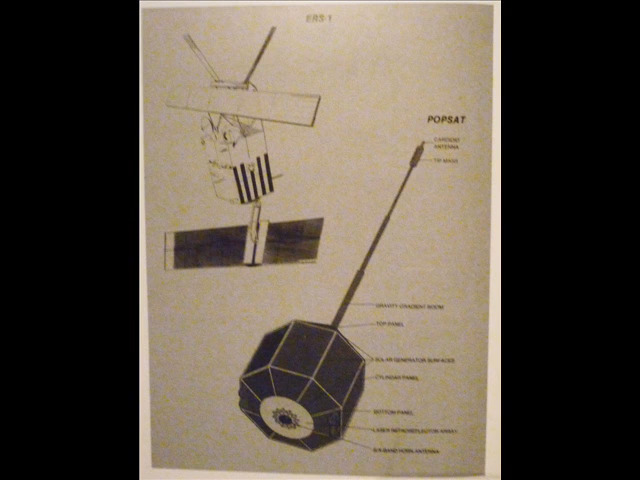 ERS-1
POPSAT
CARDIOID
ANTENNA
TIP MASS
GRAVITY GRADIENT BOOM
TOP PANEL
SOLAR GENERATOR SURFACES
CYLINDER PANEL
BOTTOM PANEL
LASER RETROREFLECTOR ARRAY
S/X-BAND HORN ANTENNA